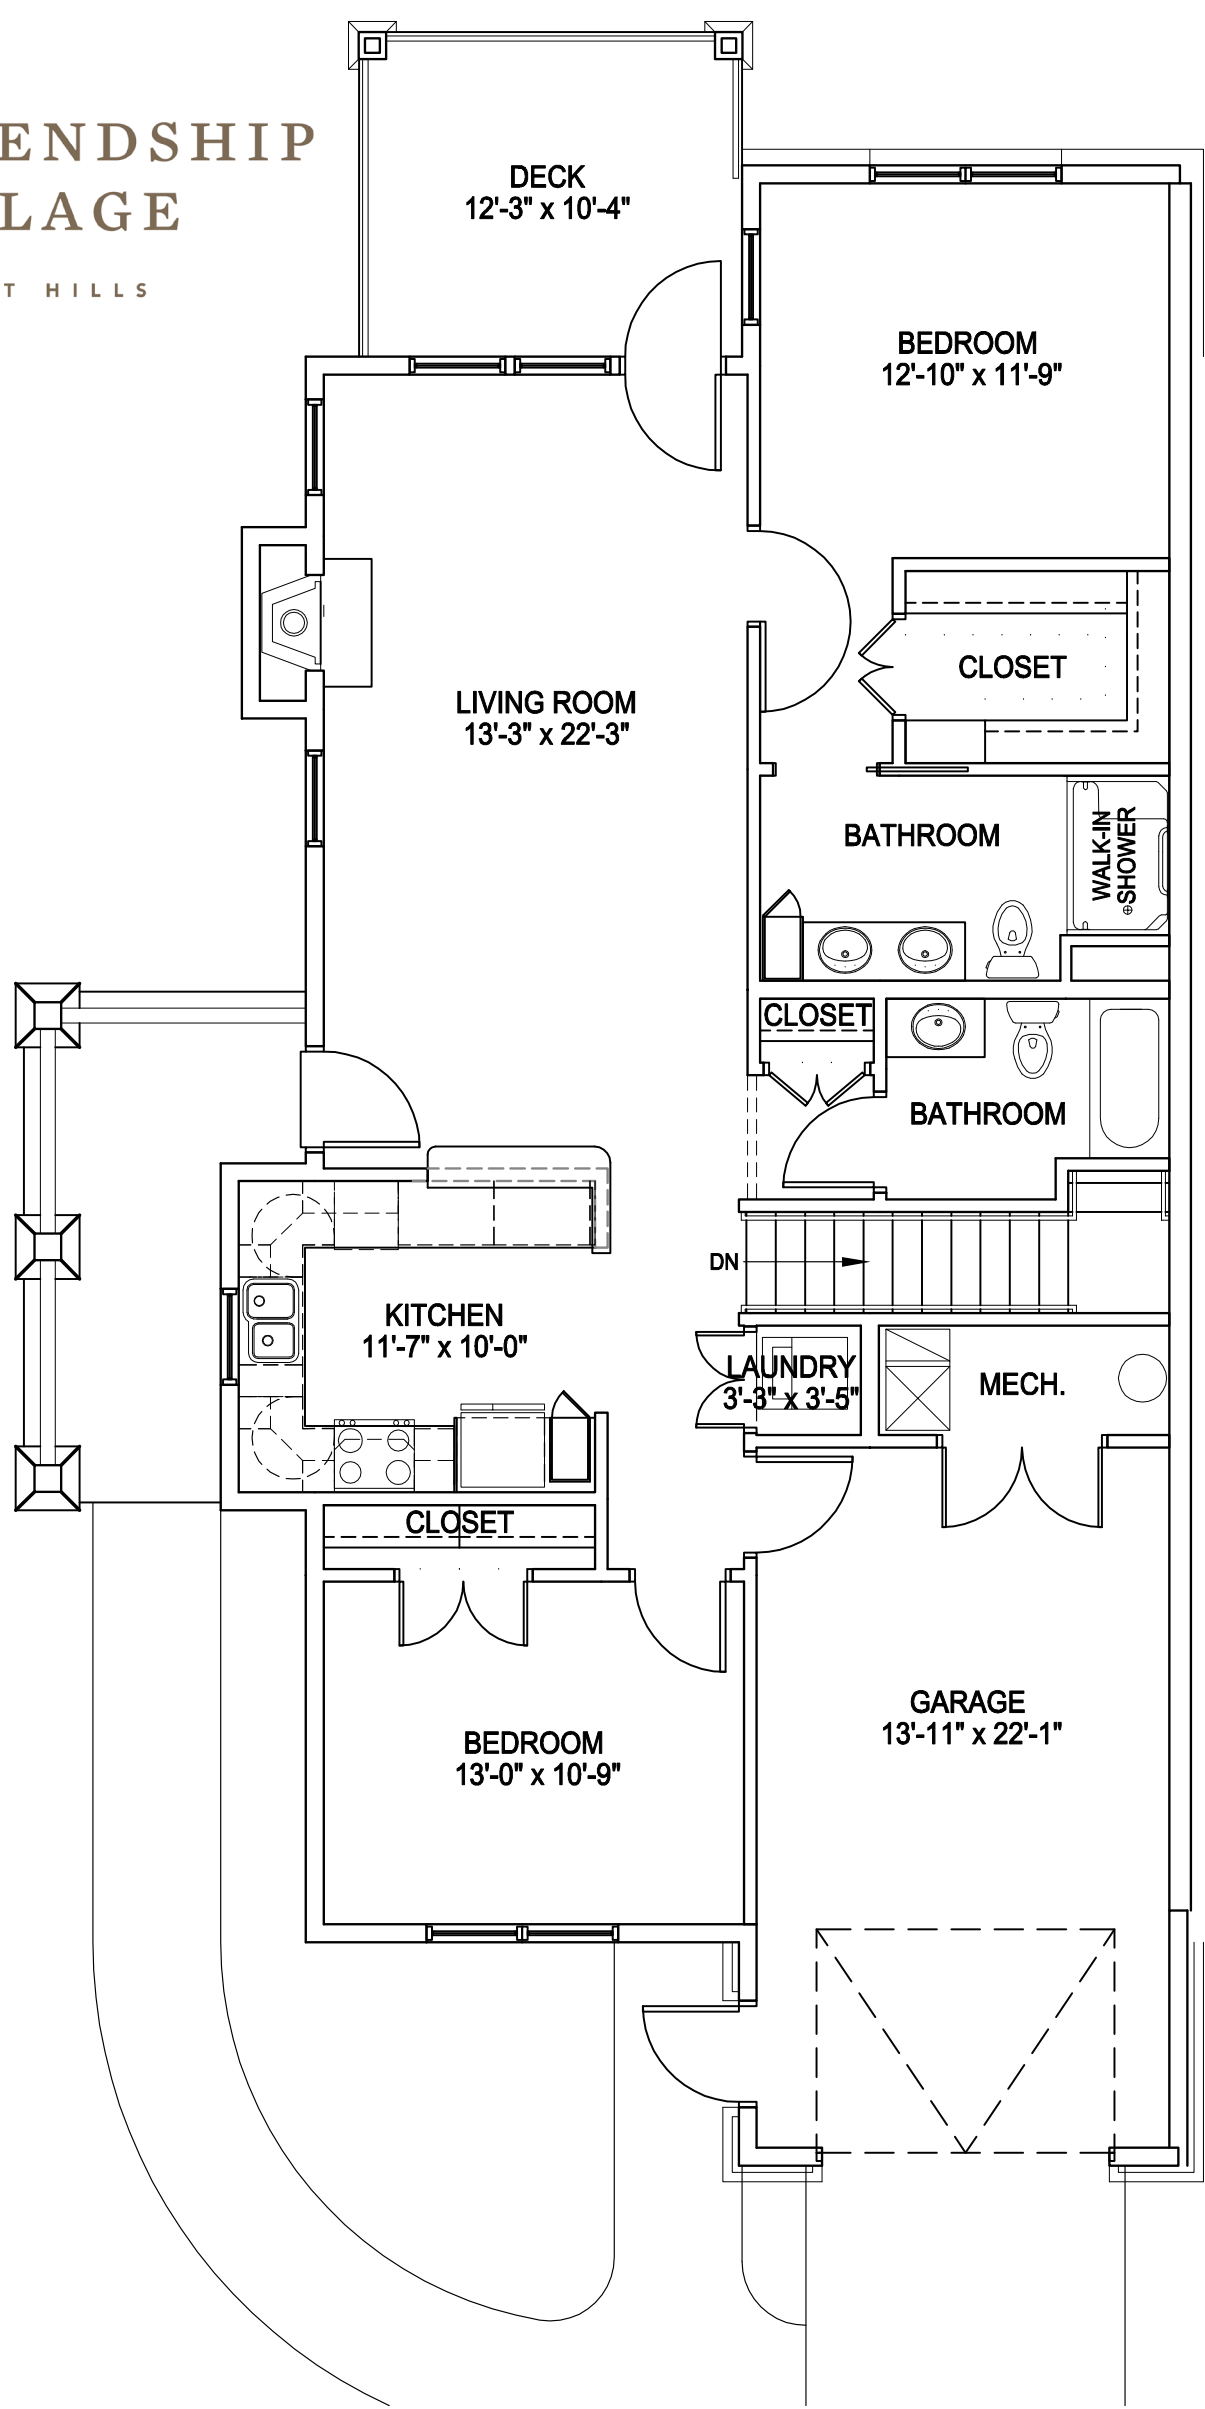 ENDSHIP
LAGE
T HILLS
DECK
12'-3" x 10'-4"
BEDROOM
12'-10" x 11'-9"
CLOSET
LIVING ROOM
13'-3" x 22'-3"
BATHROOM
WALK-IN
SHOWER
CLOSET
BATHROOM
DN
KITCHEN
11'-7" x 10'-0"
LAUNDRY
3'-3" x 3'-5"
MECH.
CLOSET
GARAGE
13'-11" x 22'-1"
BEDROOM
13'-0" x 10'-9"